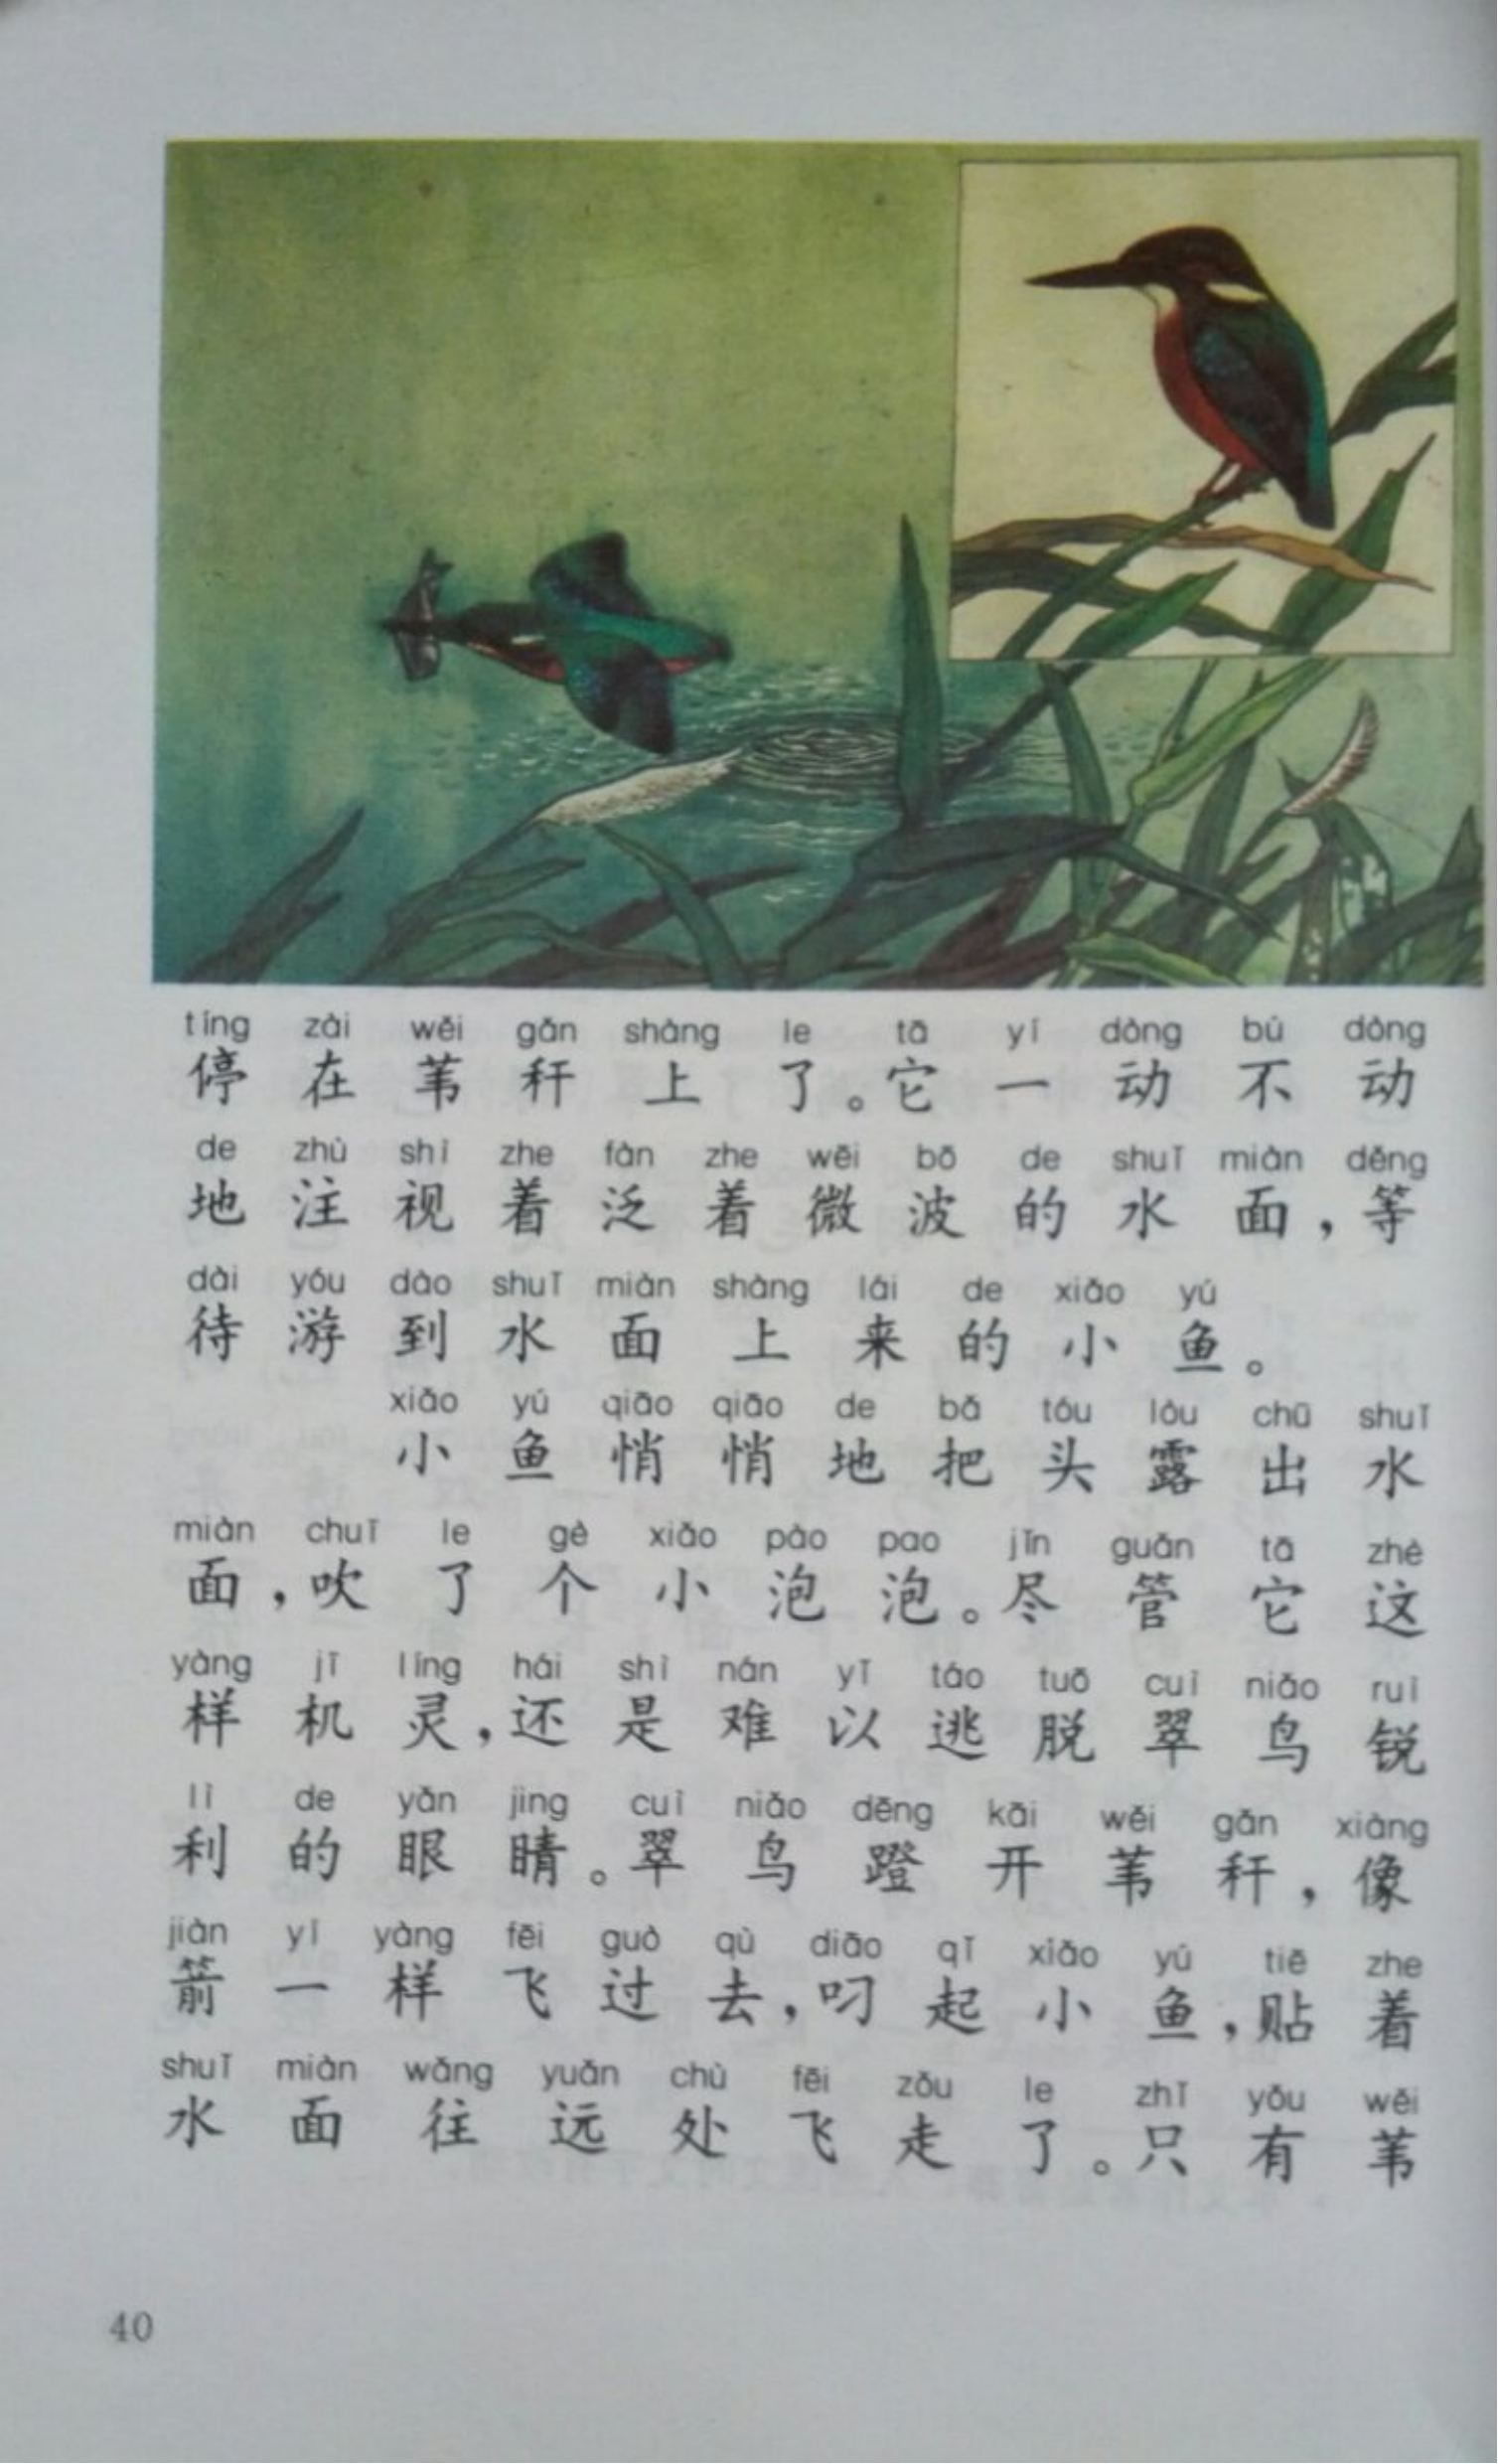 tíng zài wěi gǎn shàng le tā yí dòng bú dòng
停在苇秆上了。它一动不动
de zhù shì zhe fàn zhe wēi bō de shuǐ miàn děng
地注视着泛着微波的水面，等
dài yóu dào shuǐ miàn shàng lái de xiǎo yú
待游到水面上来的小鱼。
xiǎo yú qiāo qiāo de bǎ tóu lòu chū shuǐ
小鱼悄悄地把头露出水
miàn chuī le gè xiǎo pào pao jǐn guǎn tā zhè
面，吹了个小泡泡。尽管它这
yàng jī líng hái shì nán yǐ táo tuō cuì niǎo ruì
样机灵，还是难以逃脱翠鸟锐
lì de yǎn jing cuì niǎo dēng kāi wěi gǎn xiàng
利的眼睛。翠鸟蹬开苇秆，像
jiàn yí yàng fēi guò qù diāo qǐ xiǎo yú tiē zhe
箭一样飞过去，叼起小鱼，贴着
shuǐ miàn wǎng yuǎn chù fēi zǒu le zhǐ yǒu wěi
水面往远处飞走了。只有苇
40